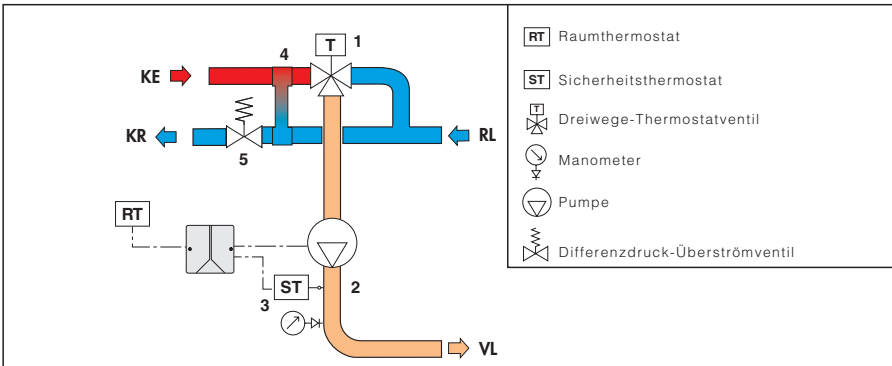 T
1
4
KE
KR
5
RL
RT
3
ST
2
VL
RT Raumthermostat
ST Sicherheitsthermostat
T Dreiwege-Thermostatventil
Manometer
Pumpe
Differenzdruck-Überströmventil